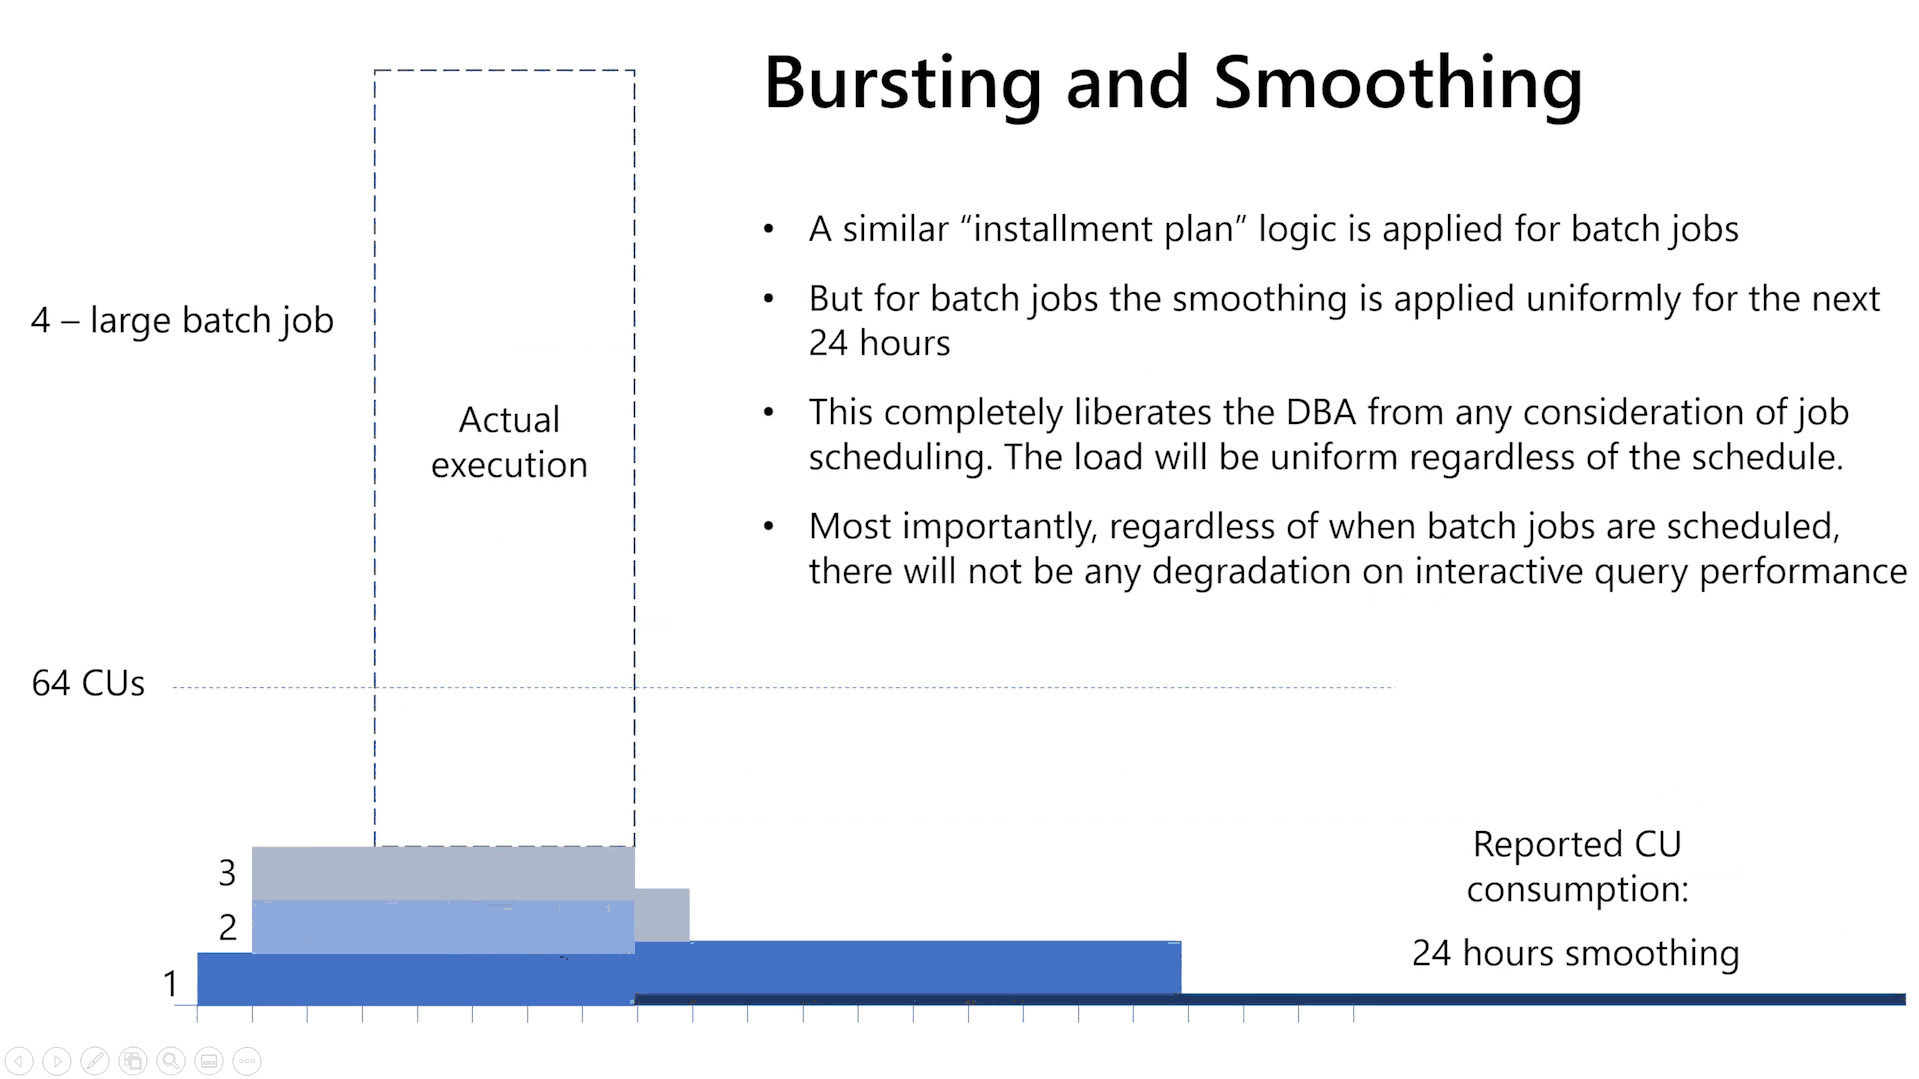 Bursting and Smoothing
• A similar “installment plan” logic is applied for batch jobs
• But for batch jobs the smoothing is applied uniformly for the next
24 hours
• This completely liberates the DBA from any consideration of job
scheduling. The load will be uniform regardless of the schedule.
• Most importantly, regardless of when batch jobs are scheduled,
there will not be any degradation on interactive query performance
4 – large batch job
Actual
execution
64 CUs
3
2
1
Reported CU
consumption:
24 hours smoothing